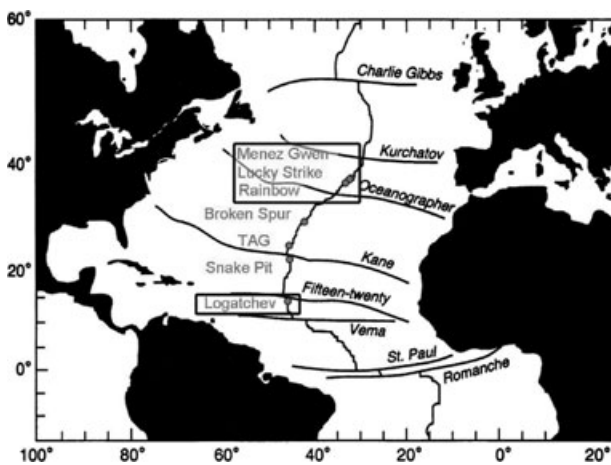 60°
Charlie Gibbs
Menez Gwen
Kurchatov
40°
Lucky Strike
Rainbow
Oceanographer
Broken Spur
TAG
Kane
20°
Snake Pit
Fifteen-twenty
Logatchev
Vema
St. Paul
0°
Romanche
100° 80° 60° 40° 20° 0° 20°